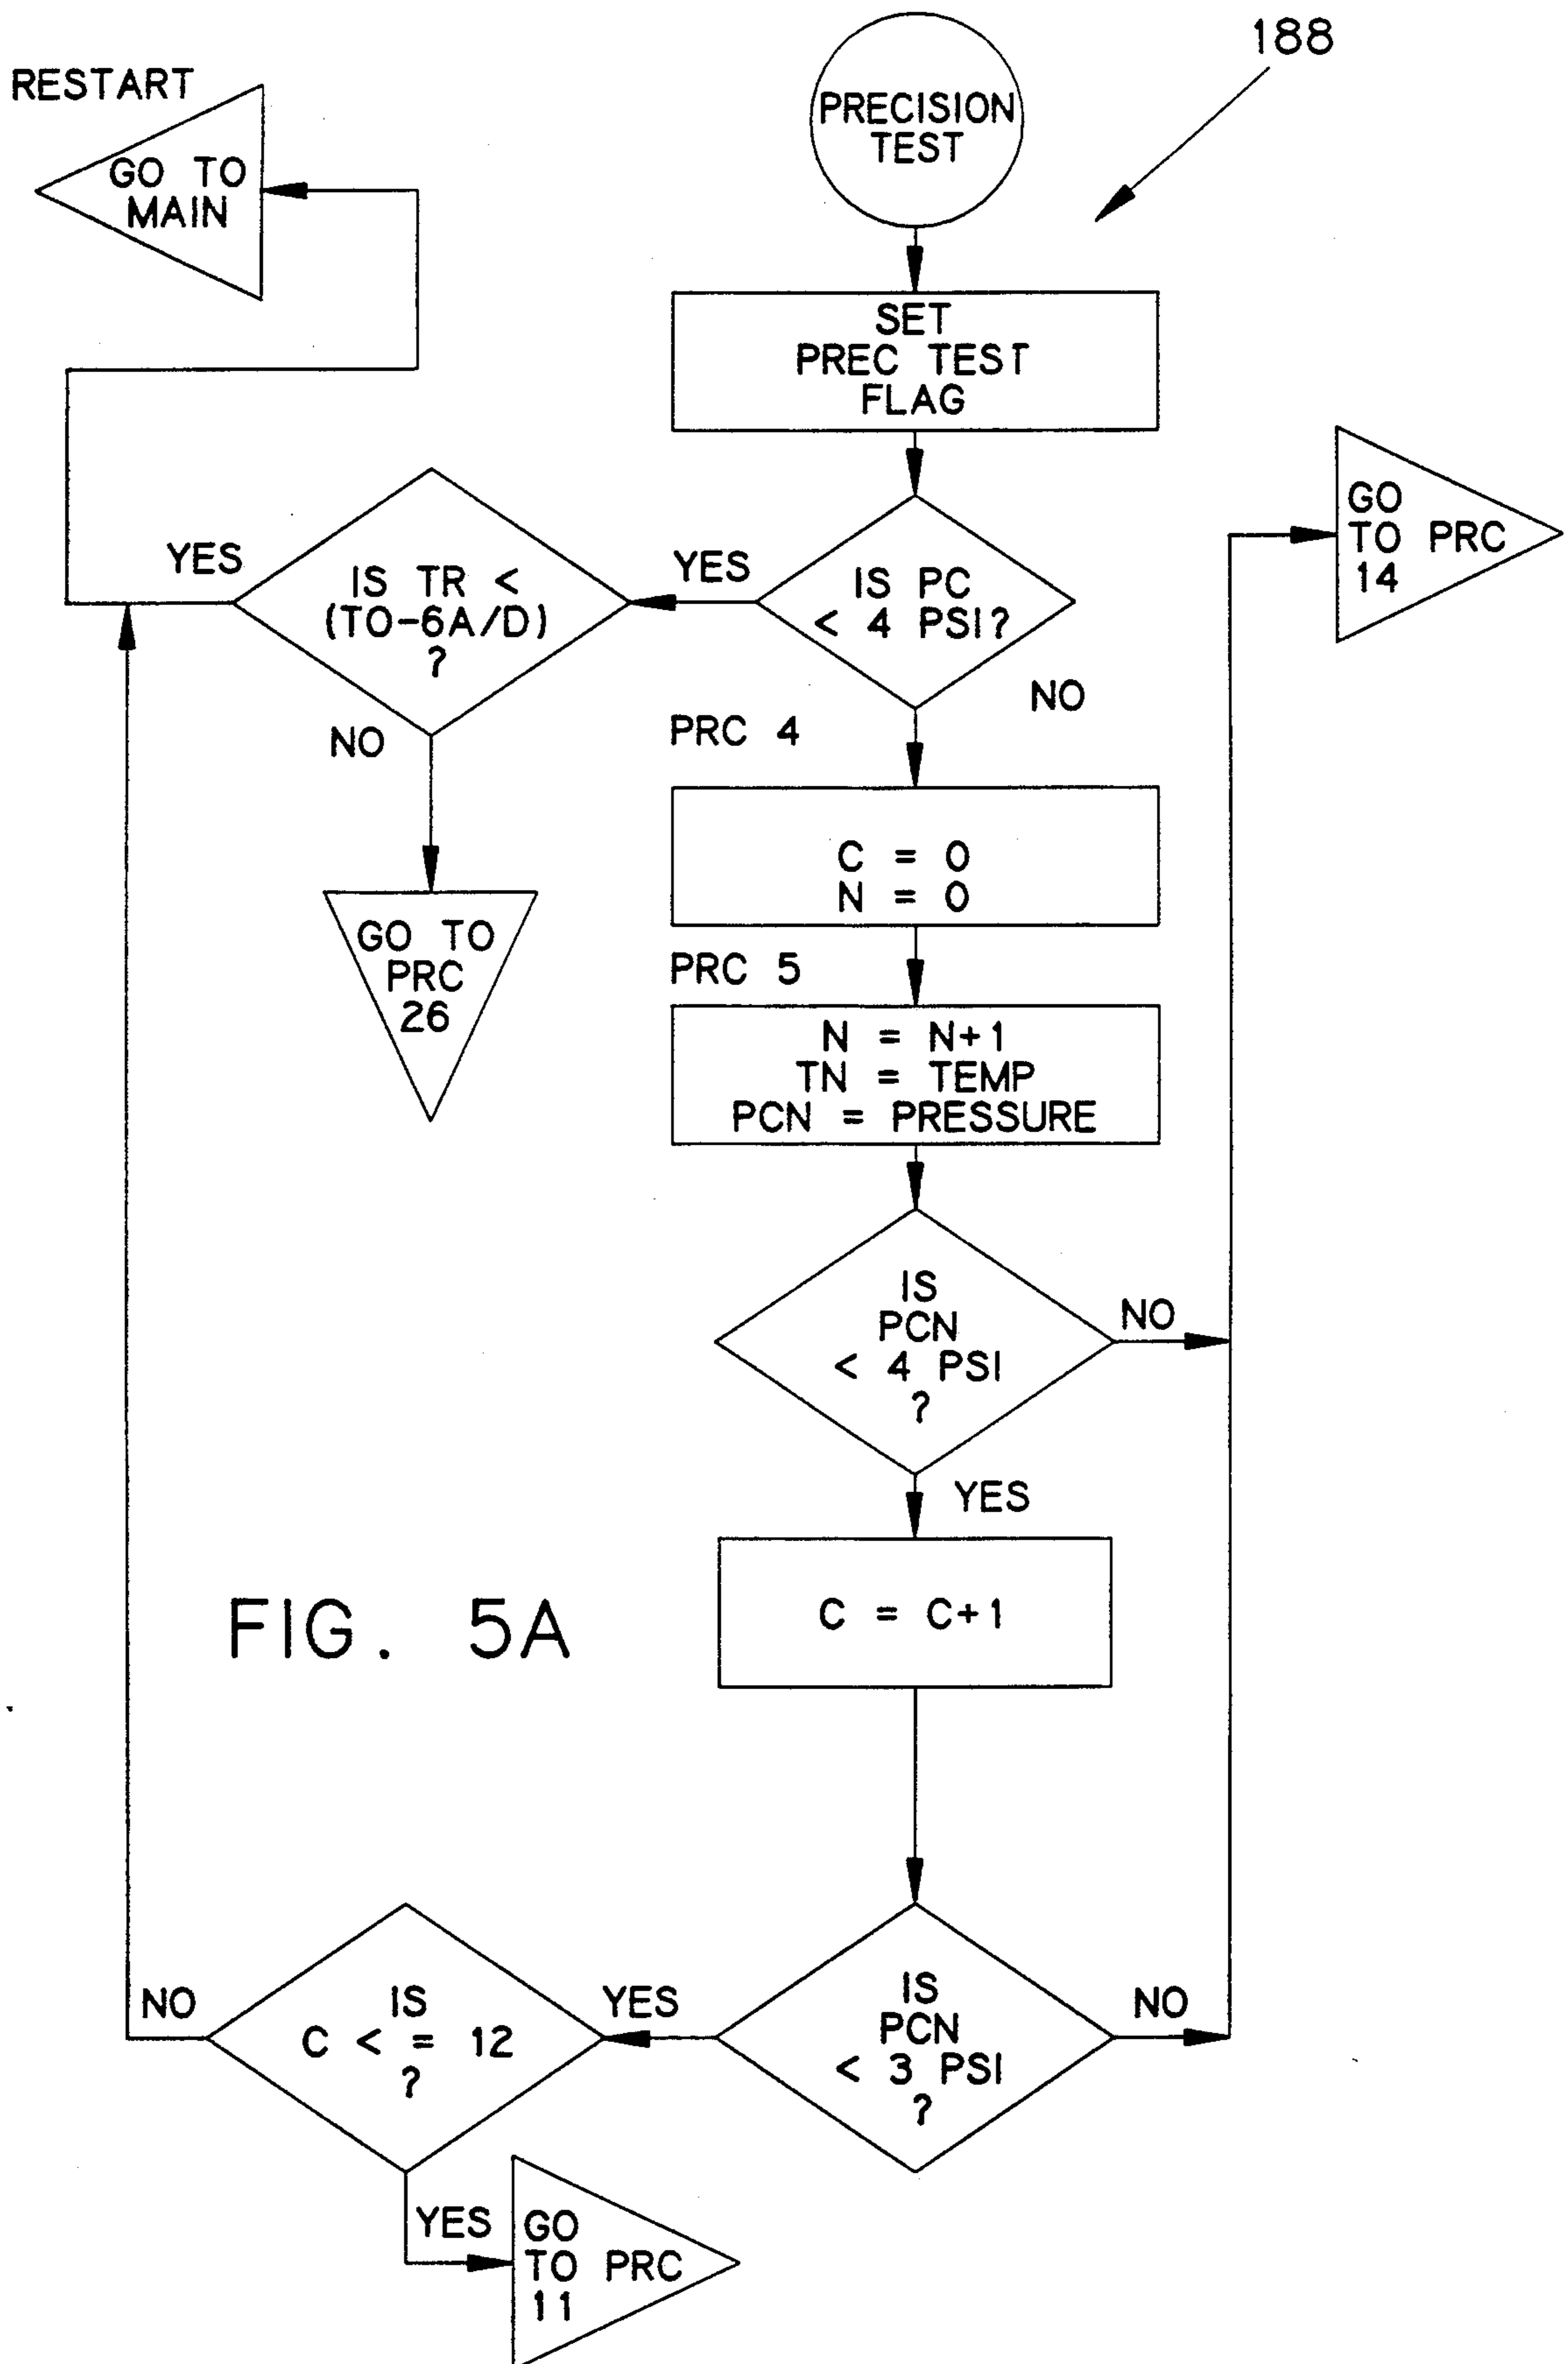 188
RESTART
PRECISION
TEST
GO TO
MAIN
SET
PREC TEST
FLAG
GO
TO PRC
14
YES
IS TR <
(TO-6A/D)
?
YES
IS PC
< 4 PSI?
NO
NO
PRC 4
C = 0
N = 0
GO TO
PRC
26
PRC 5
N = N+1
TN = TEMP
PCN = PRESSURE
IS
PCN
< 4 PSI
?
NO
YES
C = C+1
FIG. 5A
NO
IS
C < = 12
?
YES
IS
PCN
< 3 PSI
?
NO
YES
GO
TO PRC
11